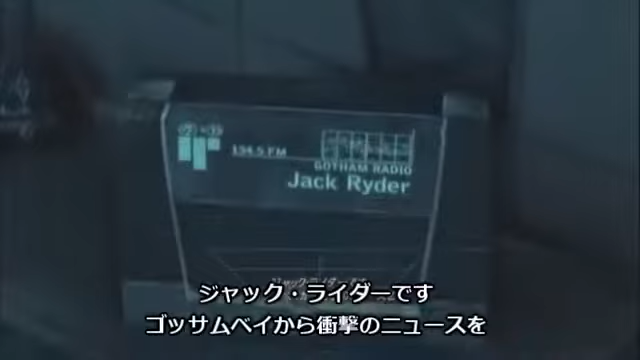 134.5 FM
GOTHAM RADIO
Jack Ryder
ジャック・ライダーです
ゴッサムベイから衝撃のニュースを